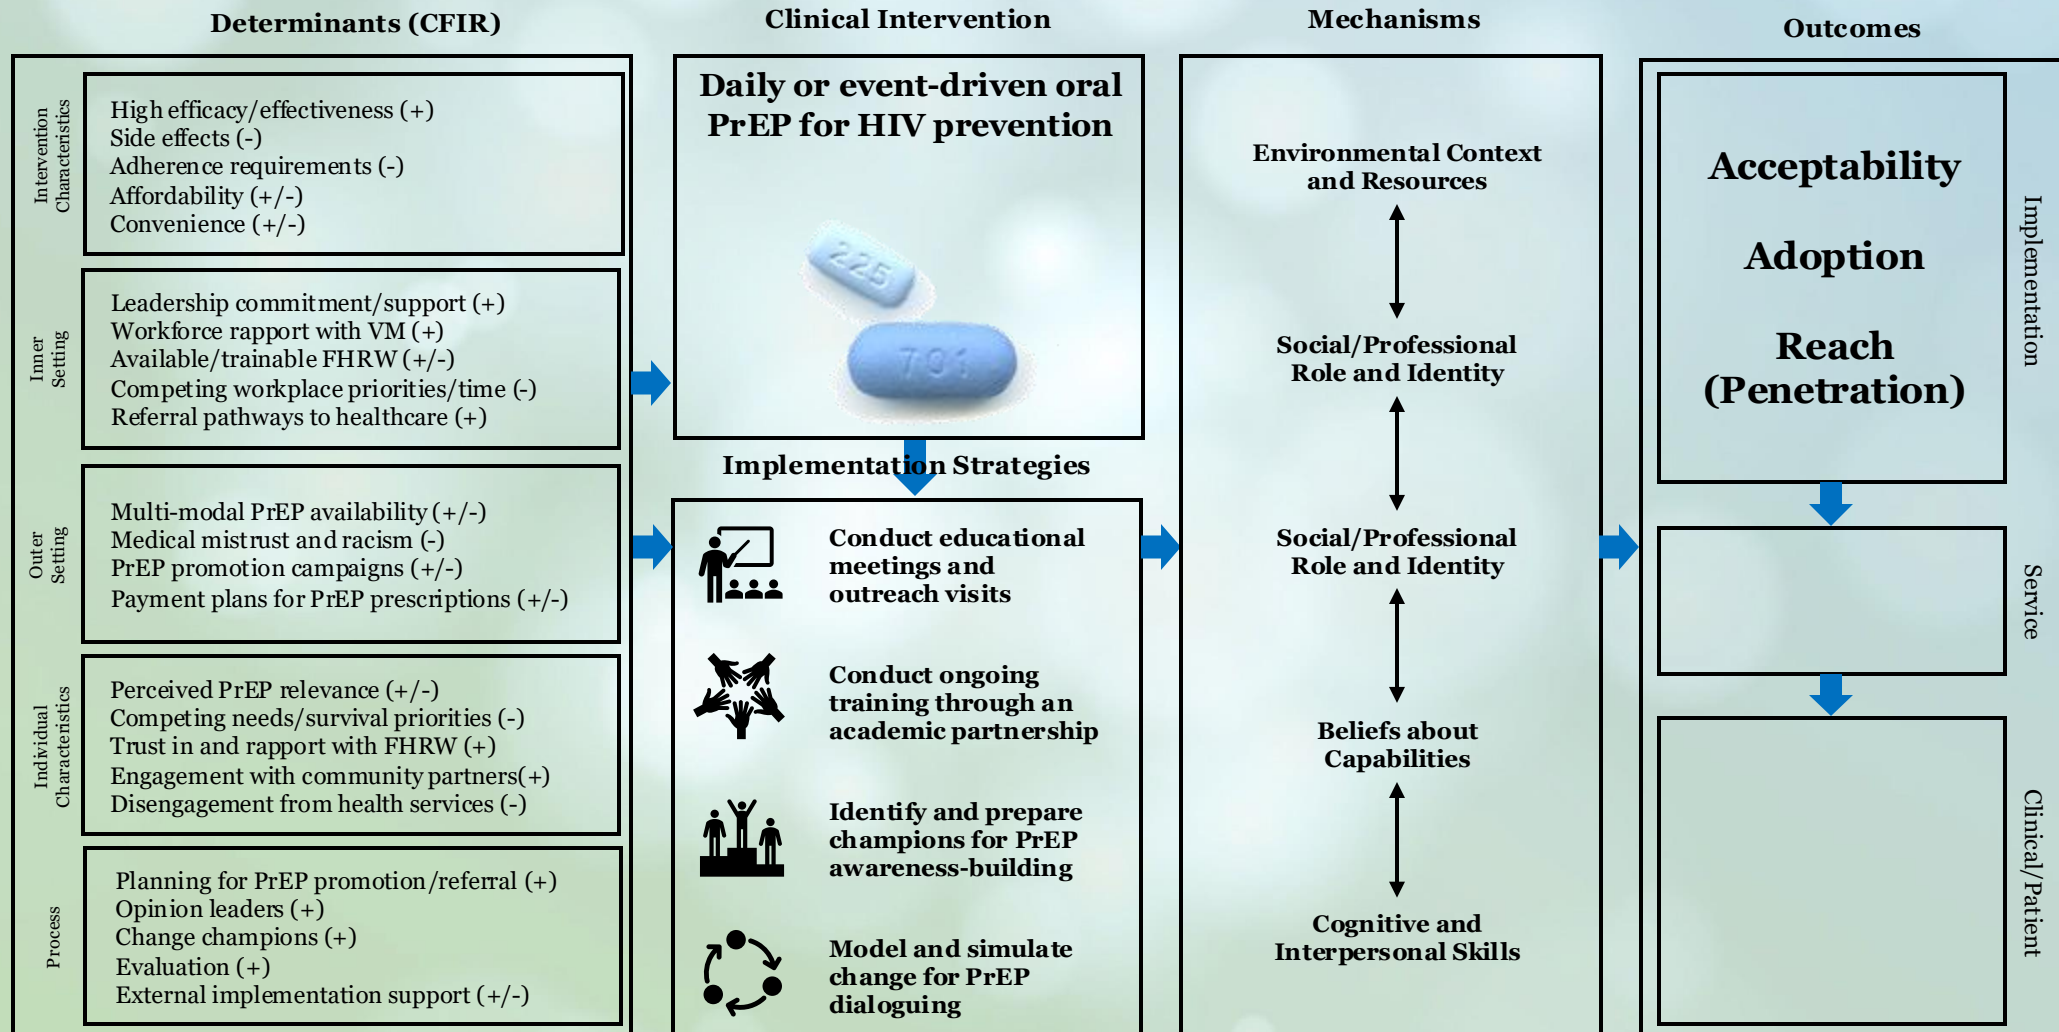 Determinants (CFIR)
Intervention
Characteristics
High efficacy/effectiveness (+)
Side effects (-)
Adherence requirements (-)
Affordability (+/-)
Convenience (+/-)
Inner
Setting
Leadership commitment/support (+)
Workforce rapport with VM (+)
Available/trainable FHRW (+/-)
Competing workplace priorities/time (-)
Referral pathways to healthcare (+)
Outer
Setting
Multi-modal PrEP availability (+/-)
Medical mistrust and racism (-)
PrEP promotion campaigns (+/-)
Payment plans for PrEP prescriptions (+/-)
Individual
Characteristics
Perceived PrEP relevance (+/-)
Competing needs/survival priorities (-)
Trust in and rapport with FHRW (+)
Engagement with community partners(+)
Disengagement from health services (-)
Process
Planning for PrEP promotion/referral (+)
Opinion leaders (+)
Change champions (+)
Evaluation (+)
External implementation support (+/-)
Clinical Intervention
Daily or event-driven oral
PrEP for HIV prevention
225
701
Implementation Strategies
Conduct educational
meetings and
outreach visits
Conduct ongoing
training through an
academic partnership
Identify and prepare
champions for PrEP
awareness-building
Model and simulate
change for PrEP
dialoguing
Mechanisms
Environmental Context
and Resources
Social/Professional
Role and Identity
Social/Professional
Role and Identity
Beliefs about
Capabilities
Cognitive and
Interpersonal Skills
Outcomes
Acceptability
Adoption
Reach
(Penetration)
Implementation
Service
Clinical/Patient